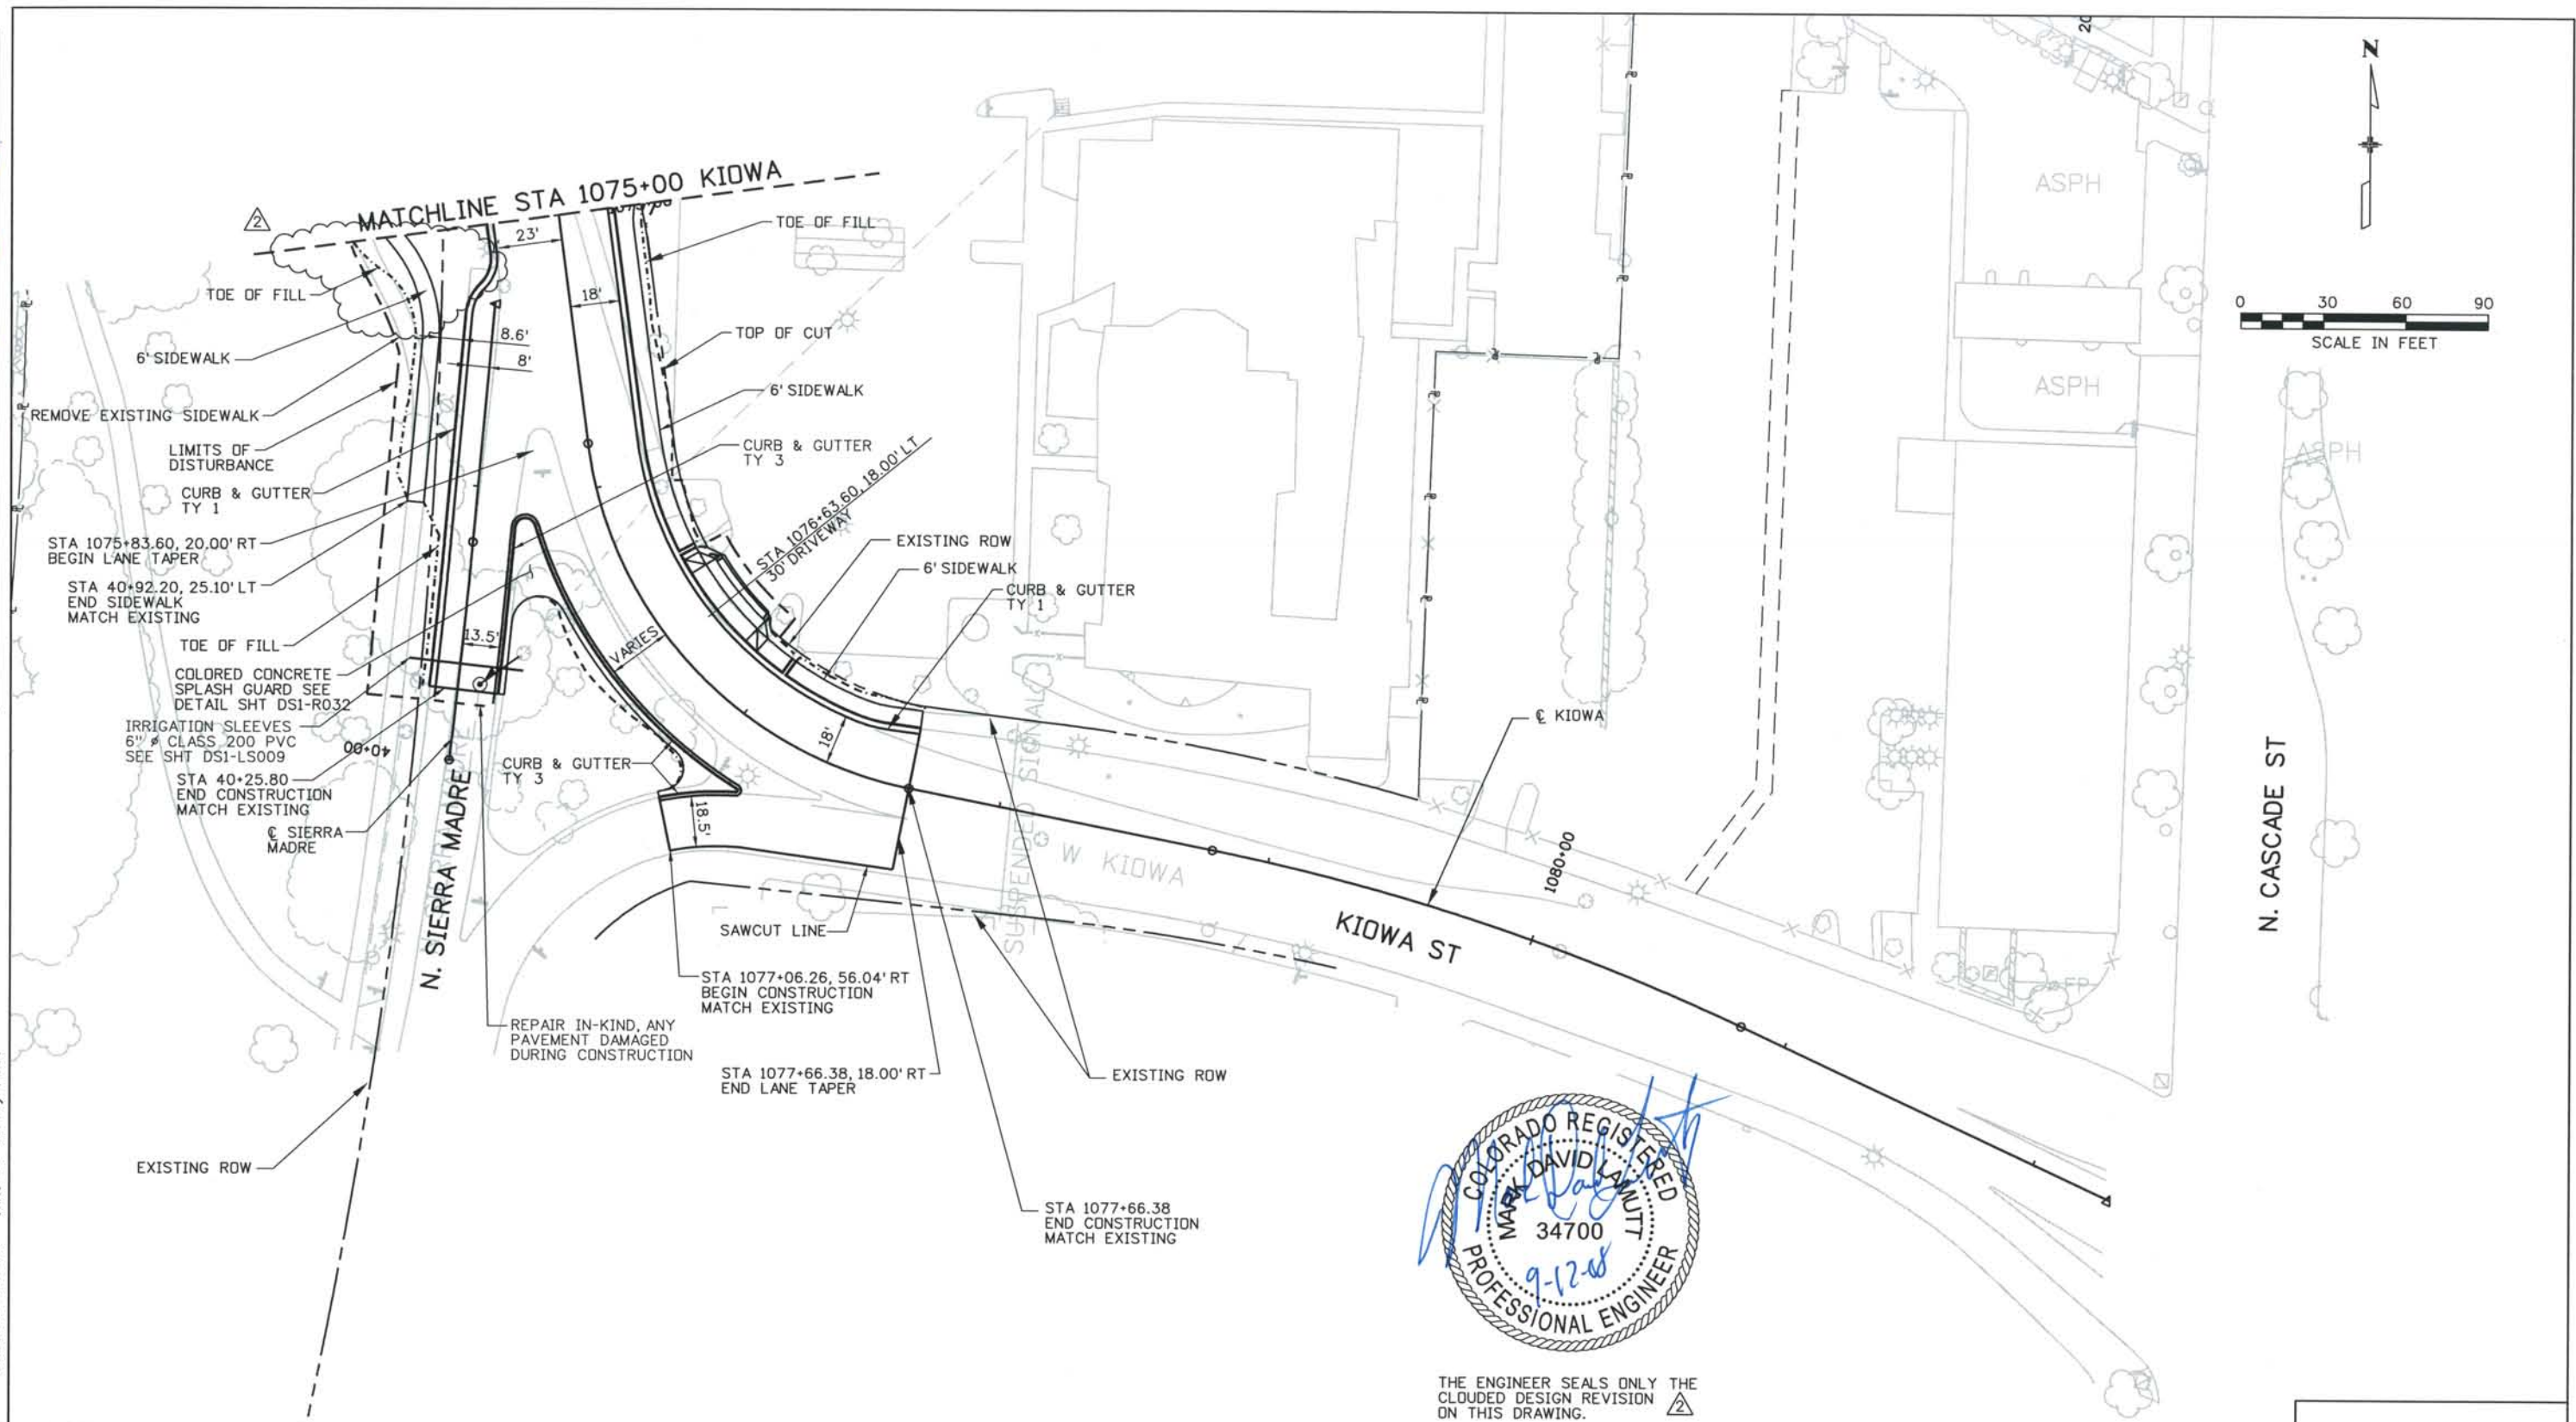 MATCHLINE STA 1075+00 KIOWA
2
23'
TOE OF FILL
18'
TOE OF FILL
TOP OF CUT
8.6'
8'
6' SIDEWALK
6' SIDEWALK
REMOVE EXISTING SIDEWALK
LIMITS OF
DISTURBANCE
CURB & GUTTER
TY 3
CURB & GUTTER
TY 1
STA 1076+63.60, 18.00' LT
30' DRIVEWAY
STA 1075+83.60, 20.00' RT
BEGIN LANE TAPER
EXISTING ROW
6' SIDEWALK
CURB & GUTTER
TY 1
STA 40+92.20, 25.10' LT
END SIDEWALK
MATCH EXISTING
TOE OF FILL
13.5'
VARIES
COLORED CONCRETE
SPLASH GUARD SEE
DETAIL SHT DS1-R032
IRRIGATION SLEEVES
6" ø CLASS 200 PVC
SEE SHT DS1-LS009
40+00
STA 40+25.80
END CONSTRUCTION
MATCH EXISTING
℄ SIERRA
MADRE
CURB & GUTTER
TY 3
18'
18.5'
N. SIERRA MADRE
SAWCUT LINE
STA 1077+06.26, 56.04' RT
BEGIN CONSTRUCTION
MATCH EXISTING
REPAIR IN-KIND, ANY
PAVEMENT DAMAGED
DURING CONSTRUCTION
STA 1077+66.38, 18.00' RT
END LANE TAPER
EXISTING ROW
EXISTING ROW
STA 1077+66.38
END CONSTRUCTION
MATCH EXISTING
SUSPENDED SIGNAL
W KIOWA
℄ KIOWA
1080+00
KIOWA ST
N. CASCADE ST
ASPH
ASPH
ASPH
FP
20
N
0 30 60 90
SCALE IN FEET
COLORADO REGISTERED
MARK DAVID LAMUTT
34700
9-12-08
PROFESSIONAL ENGINEER
THE ENGINEER SEALS ONLY THE
CLOUDED DESIGN REVISION 2
ON THIS DRAWING.